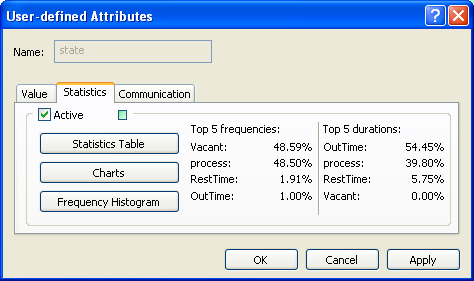 User-defined Attributes
Name: state
Value Statistics Communication
Active
Statistics Table
Charts
Frequency Histogram
Top 5 frequencies:
Vacant: 48.59%
process: 48.50%
RestTime: 1.91%
OutTime: 1.00%
Top 5 durations:
OutTime: 54.45%
process: 39.80%
RestTime: 5.75%
Vacant: 0.00%
OK Cancel Apply